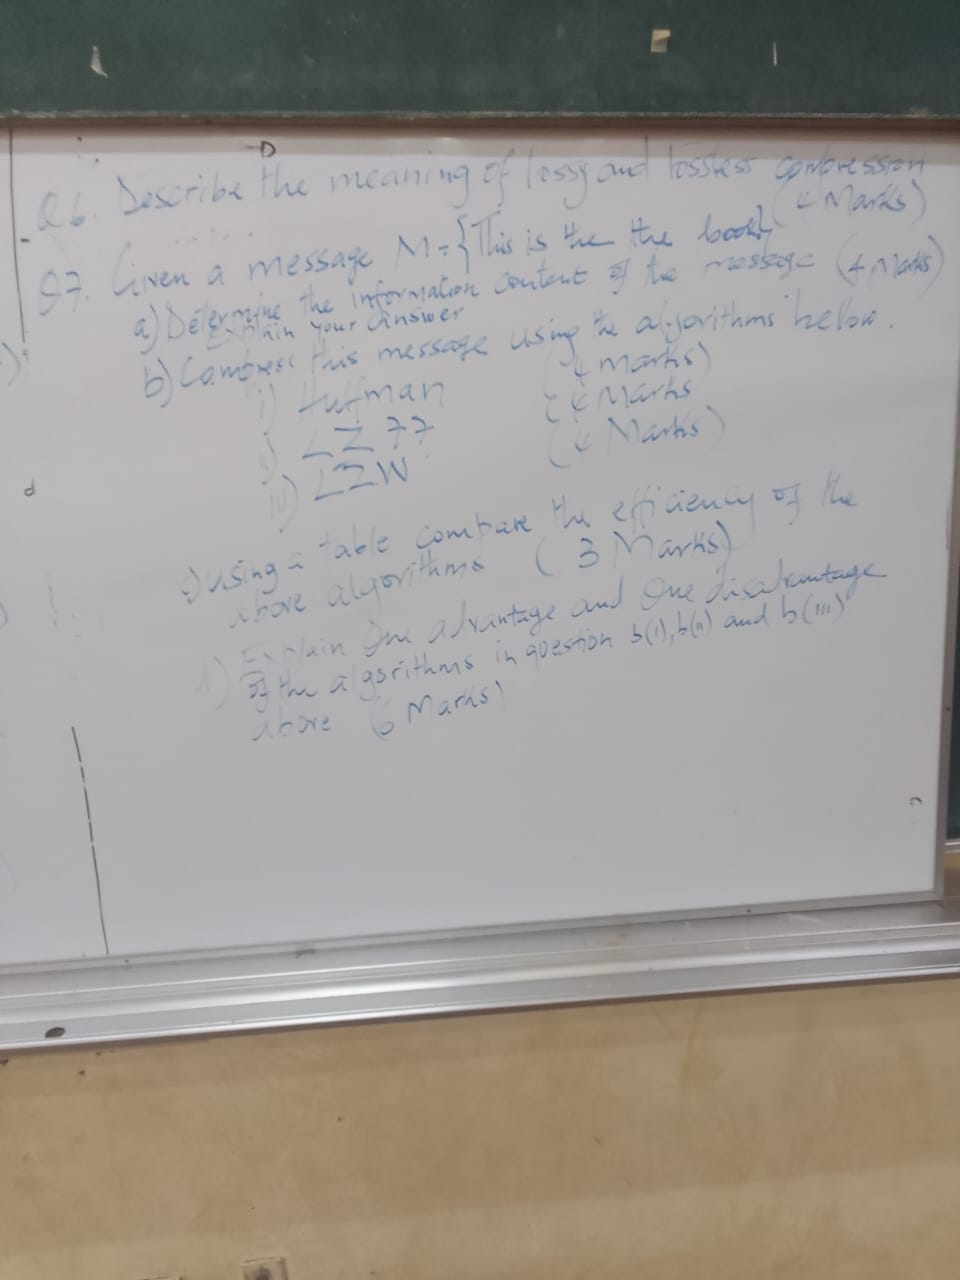 Q6. Describe the meaning of lossy and lossless compression
(4 Marks)
Q7. Given a message M = {This is the the book}
a) Determine the information content of the message (4 Marks)
Explain your answer
b) Compress this message using the algorithms bellow.
i) Huffman (4 marks)
ii) LZ77 (4 Marks
iii) LZW (4 Marks)
c) Using a table compare the efficiency of the
above algorithms (3 Marks)
d) Explain One advantage and One disadvantage
of the algorithms in question b(i), b(ii) and b(iii)
above (6 Marks)